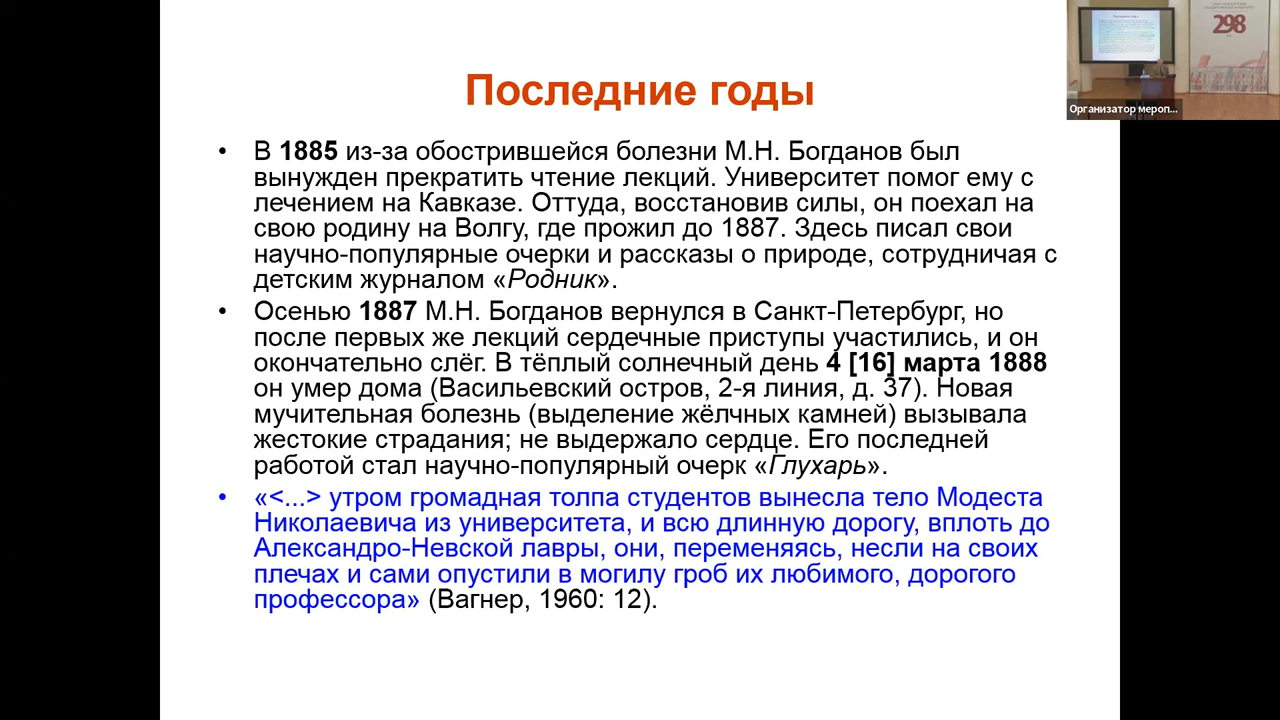 Последние годы
298
Организатор мероп...
• В 1885 из-за обострившейся болезни М.Н. Богданов был
вынужден прекратить чтение лекций. Университет помог ему с
лечением на Кавказе. Оттуда, восстановив силы, он поехал на
свою родину на Волгу, где прожил до 1887. Здесь писал свои
научно-популярные очерки и рассказы о природе, сотрудничая с
детским журналом «Родник».
• Осенью 1887 М.Н. Богданов вернулся в Санкт-Петербург, но
после первых же лекций сердечные приступы участились, и он
окончательно слёг. В тёплый солнечный день 4 [16] марта 1888
он умер дома (Васильевский остров, 2-я линия, д. 37). Новая
мучительная болезнь (выделение жёлчных камней) вызывала
жестокие страдания; не выдержало сердце. Его последней
работой стал научно-популярный очерк «Глухарь».
• «<...> утром громадная толпа студентов вынесла тело Модеста
Николаевича из университета, и всю длинную дорогу, вплоть до
Александро-Невской лавры, они, переменяясь, несли на своих
плечах и сами опустили в могилу гроб их любимого, дорогого
профессора» (Вагнер, 1960: 12).